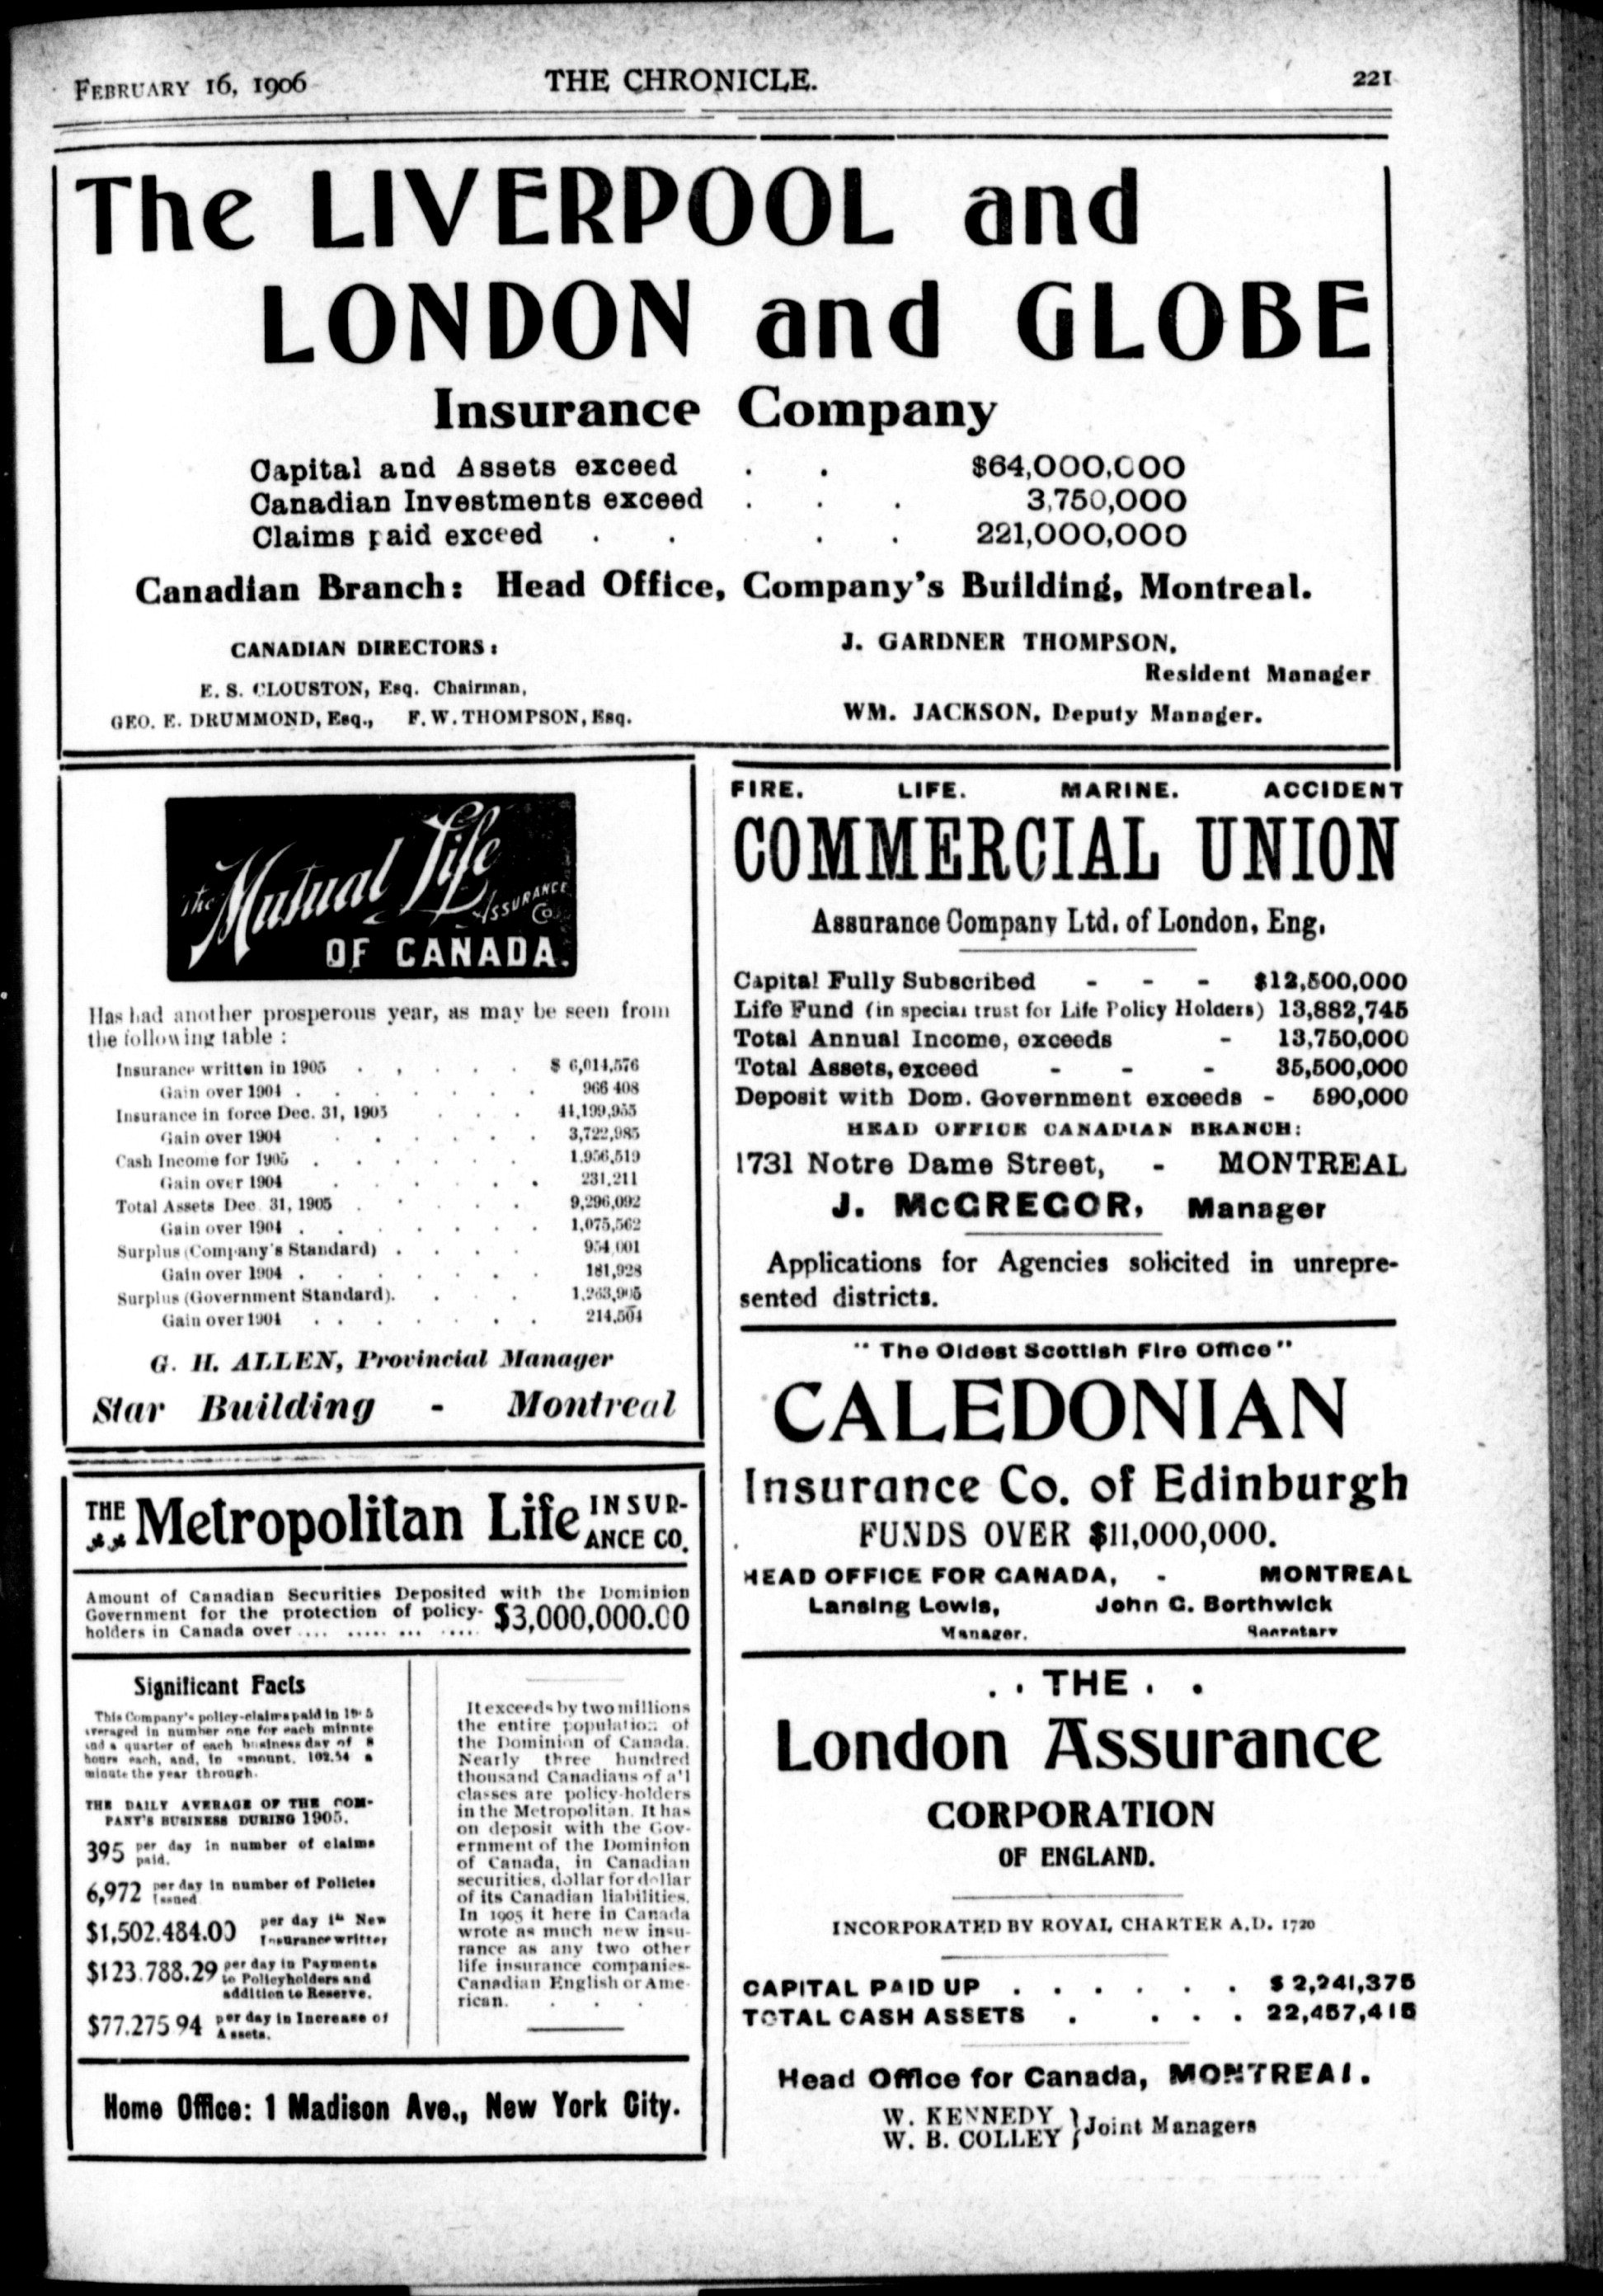 FEBRUARY 16, 1906
THE CHRONICLE.
221
The LIVERPOOL and
LONDON and GLOBE
Insurance Company
Capital and Assets exceed . . $64,000,000
Canadian Investments exceed . . . 3,750,000
Claims paid exceed . . . . 221,000,000
Canadian Branch: Head Office, Company's Building, Montreal.
CANADIAN DIRECTORS:
E. S. CLOUSTON, Esq. Chairman,
GEO. E. DRUMMOND, Esq., F. W. THOMPSON, Esq.
J. GARDNER THOMPSON,
Resident Manager
WM. JACKSON, Deputy Manager.
The Mutual Life
ASSURANCE
Co.
OF CANADA.
Has had another prosperous year, as may be seen from
the following table :
Insurance written in 1905 . , . . . . $ 6,014,576
Gain over 1904 . . . . . . . 966 408
Insurance in force Dec. 31, 1905 . . . 44,199,955
Gain over 1904 . . . . . . 3,722,985
Cash Income for 1905 . . . . . . 1.956,519
Gain over 1904 . . . . . . 231,211
Total Assets Dec. 31, 1905 . . . . . 9,296,092
Gain over 1904 . . . . . . . 1,075,562
Surplus (Company's Standard) . . . . 954,001
Gain over 1904 . . . . . . . 181,928
Surplus (Government Standard). . . . 1,263,905
Gain over 1904 . . . . . . . 214,504
G. H. ALLEN, Provincial Manager
Star Building - Montreal
THE Metropolitan Life INSUR-
ANCE CO.
Amount of Canadian Securities Deposited with the Dominion
Government for the protection of policy-
holders in Canada over .... ..... ... .... $3,000,000.00
Significant Facts
This Company's policy-claims paid in 1905
averaged in number one for each minute
and a quarter of each business day of 8
hours each, and, in amount, 102.54 a
minute the year through.
THE DAILY AVERAGE OF THE COM-
PANY'S BUSINESS DURING 1905.
395 per day in number of claims
paid.
6,972 per day in number of Policies
Issued
$1,502.484.00 per day in New
Insurance written
$123.788.29 per day in Payments
to Policyholders and
addition to Reserve.
$77.275 94 per day in Increase of
Assets.
It exceeds by two millions
the entire population of
the Dominion of Canada.
Nearly three hundred
thousand Canadians of all
classes are policy-holders
in the Metropolitan. It has
on deposit with the Gov-
ernment of the Dominion
of Canada, in Canadian
securities, dollar for dollar
of its Canadian liabilities.
In 1905 it here in Canada
wrote as much new insu-
rance as any two other
life insurance companies-
Canadian English or Ame-
rican. . . . .
Home Office: 1 Madison Ave., New York City.
FIRE. LIFE. MARINE. ACCIDENT
COMMERCIAL UNION
Assurance Company Ltd. of London, Eng.
Capital Fully Subscribed - - - $12,500,000
Life Fund (in special trust for Life Policy Holders) 13,882,745
Total Annual Income, exceeds - 13,750,000
Total Assets, exceed - - - 35,500,000
Deposit with Dom. Government exceeds - 590,000
HEAD OFFICE CANADIAN BRANCH:
1731 Notre Dame Street, - MONTREAL
J. McGREGOR, Manager
Applications for Agencies solicited in unrepre-
sented districts.
"The Oldest Scottish Fire Office"
CALEDONIAN
Insurance Co. of Edinburgh
FUNDS OVER $11,000,000.
HEAD OFFICE FOR CANADA, - MONTREAL
Lansing Lewis, John C. Borthwick
Manager. Secretary
. . THE . .
London Assurance
CORPORATION
OF ENGLAND.
INCORPORATED BY ROYAL CHARTER A.D. 1720
CAPITAL PAID UP . . . . . . $ 2,241,375
TOTAL CASH ASSETS . . . . 22,457,415
Head Office for Canada, MONTREAL.
W. KENNEDY
W. B. COLLEY } Joint Managers